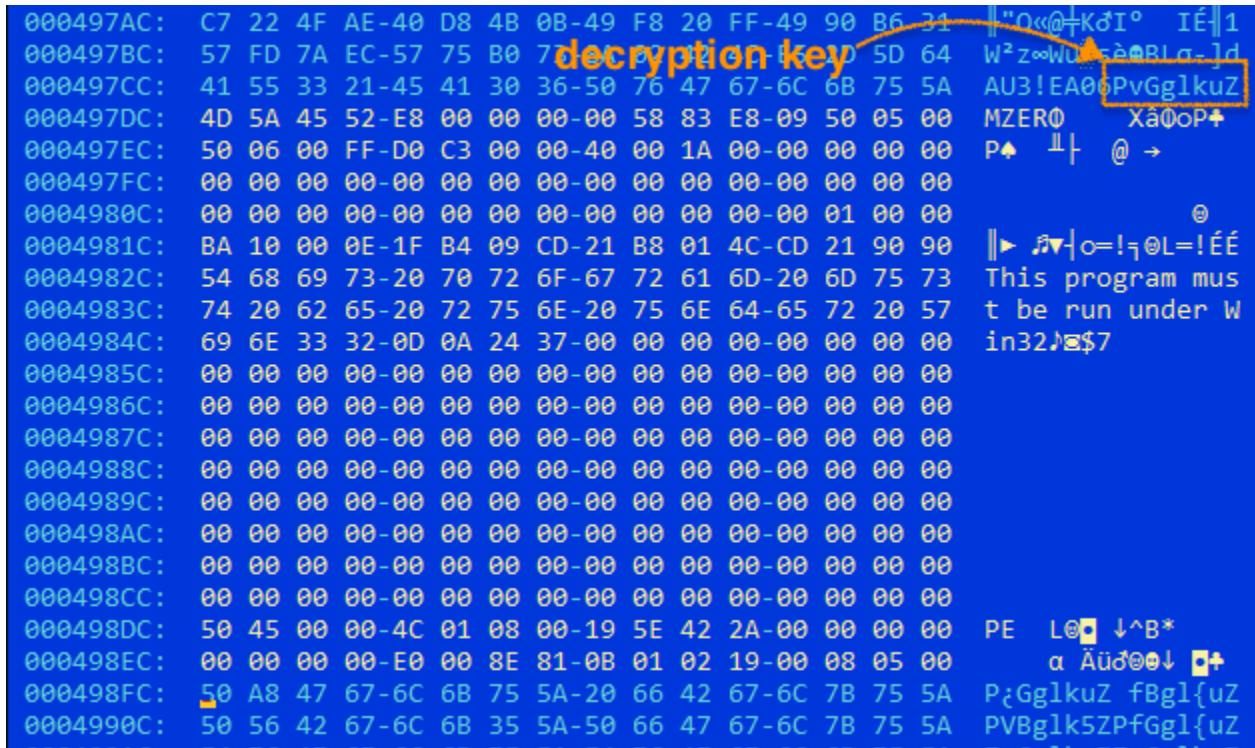 000497AC: C7 22 4F AE-40 D8 4B 0B-49 F8 20 FF-49 90 B6 31 ║"O«@╪K♂I° IÉ╢1
decryption key
000497BC: 57 FD 7A EC-57 75 B0 5D 64 W²z∞Wu
000497CC: 41 55 33 21-45 41 30 36-50 76 47 67-6C 6B 75 5A AU3!EA06PvGglkuZ
000497DC: 4D 5A 45 52-E8 00 00 00-00 58 83 E8-09 50 05 00 MZERΦ XâΦoP♣
000497EC: 50 06 00 FF-D0 C3 00 00-40 00 1A 00-00 00 00 00 P♠ ╨├ @ →
000497FC: 00 00 00 00-00 00 00 00-00 00 00 00-00 00 00 00
0004980C: 00 00 00 00-00 00 00 00-00 00 00 00-00 01 00 00 ☺
0004981C: BA 10 00 0E-1F B4 09 CD-21 B8 01 4C-CD 21 90 90 ║► ♫▼┤o═!╕☺L═!ÉÉ
0004982C: 54 68 69 73-20 70 72 6F-67 72 61 6D-20 6D 75 73 This program mus
0004983C: 74 20 62 65-20 72 75 6E-20 75 6E 64-65 72 20 57 t be run under W
0004984C: 69 6E 33 32-0D 0A 24 37-00 00 00 00-00 00 00 00 in32♪◙$7
0004985C: 00 00 00 00-00 00 00 00-00 00 00 00-00 00 00 00
0004986C: 00 00 00 00-00 00 00 00-00 00 00 00-00 00 00 00
0004987C: 00 00 00 00-00 00 00 00-00 00 00 00-00 00 00 00
0004988C: 00 00 00 00-00 00 00 00-00 00 00 00-00 00 00 00
0004989C: 00 00 00 00-00 00 00 00-00 00 00 00-00 00 00 00
000498AC: 00 00 00 00-00 00 00 00-00 00 00 00-00 00 00 00
000498BC: 00 00 00 00-00 00 00 00-00 00 00 00-00 00 00 00
000498CC: 00 00 00 00-00 00 00 00-00 00 00 00-00 00 00 00
000498DC: 50 45 00 00-4C 01 08 00-19 5E 42 2A-00 00 00 00 PE L☺◘ ↓^B*
000498EC: 00 00 00 00-E0 00 8E 81-0B 01 02 19-00 08 05 00 α Äü♂☺☻↓ ◘♣
000498FC: 50 A8 47 67-6C 6B 75 5A-20 66 42 67-6C 7B 75 5A P¿GglkuZ fBgl{uZ
0004990C: 50 56 42 67-6C 6B 35 5A-50 66 47 67-6C 7B 75 5A PVBglk5ZPfGgl{uZ